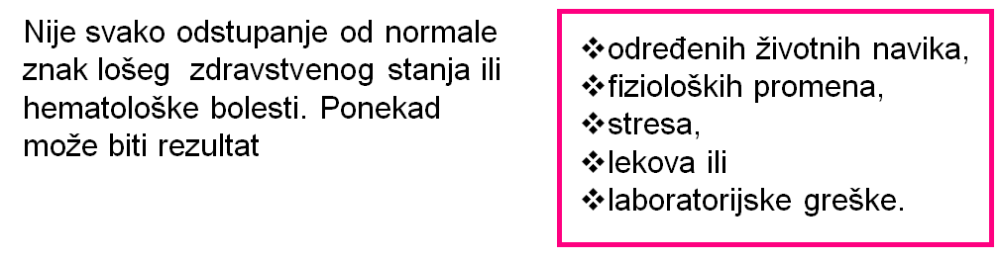 Nije svako odstupanje od normale
znak lošeg zdravstvenog stanja ili
hematološke bolesti. Ponekad
može biti rezultat
❖određenih životnih navika,
❖fizioloških promena,
❖stresa,
❖lekova ili
❖laboratorijske greške.